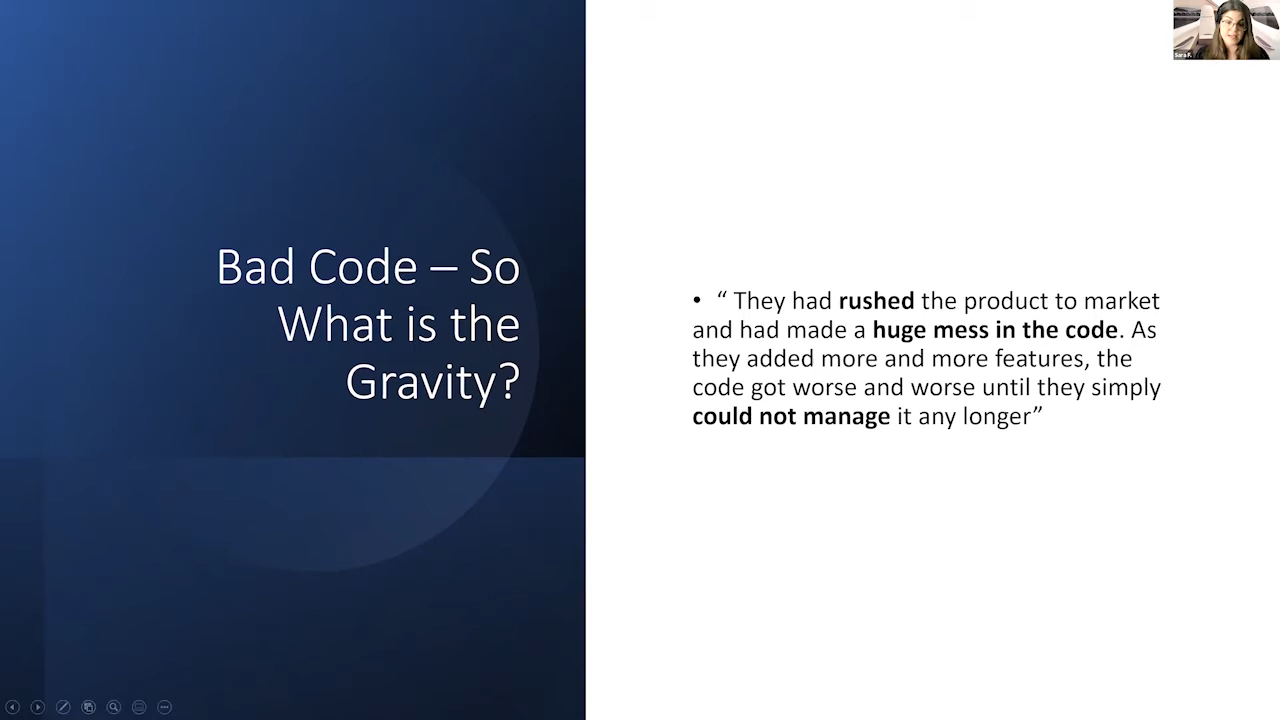 Bad Code – So
What is the
Gravity?
• “ They had rushed the product to market
and had made a huge mess in the code. As
they added more and more features, the
code got worse and worse until they simply
could not manage it any longer”
Sara F.